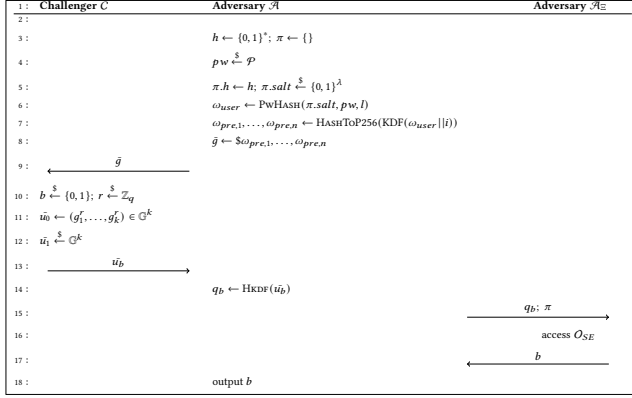 1 : Challenger C Adversary A Adversary A_Ξ
2 :
3 : h ← {0, 1}*; π ← {}
4 : pw ←$ P
5 : π.h ← h; π.salt ←$ {0, 1}^λ
6 : ω_user ← PwHash(π.salt, pw, l)
7 : ω_pre,1, . . . , ω_pre,n ← HashToP256(KDF(ω_user||i))
8 : ḡ ← $ω_pre,1, . . . , ω_pre,n
9 : ḡ
10 : b ←$ {0, 1}; r ←$ ℤ_q
11 : ū_0 ← (g_1^r, . . . , g_k^r) ∈ 𝔾^k
12 : ū_1 ←$ 𝔾^k
13 : ū_b
14 : q_b ← Hkdf(ū_b)
15 : q_b; π
16 : access O_SE
17 : b
18 : output b